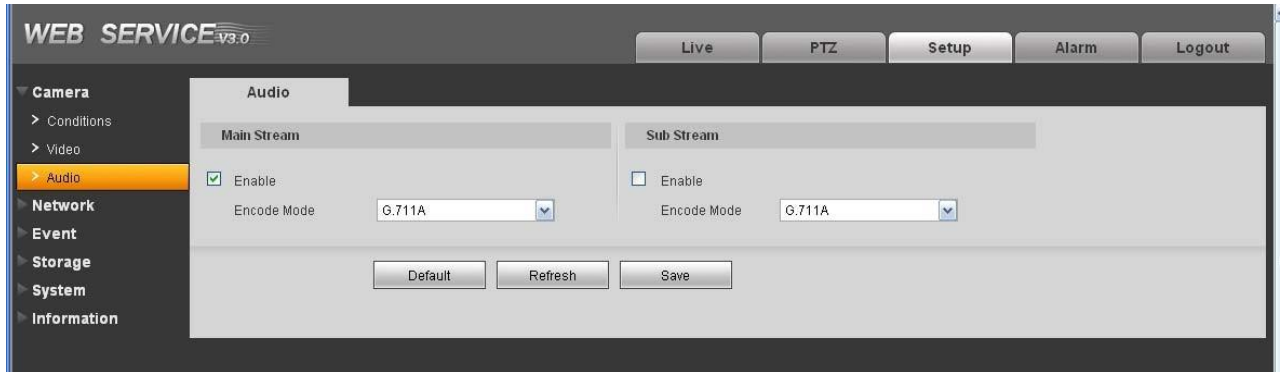 WEB SERVICE V3.0
Live PTZ Setup Alarm Logout
Camera
Conditions
Video
Audio
Network
Event
Storage
System
Information
Audio
Main Stream
Enable
Encode Mode G.711A
Sub Stream
Enable
Encode Mode G.711A
Default Refresh Save